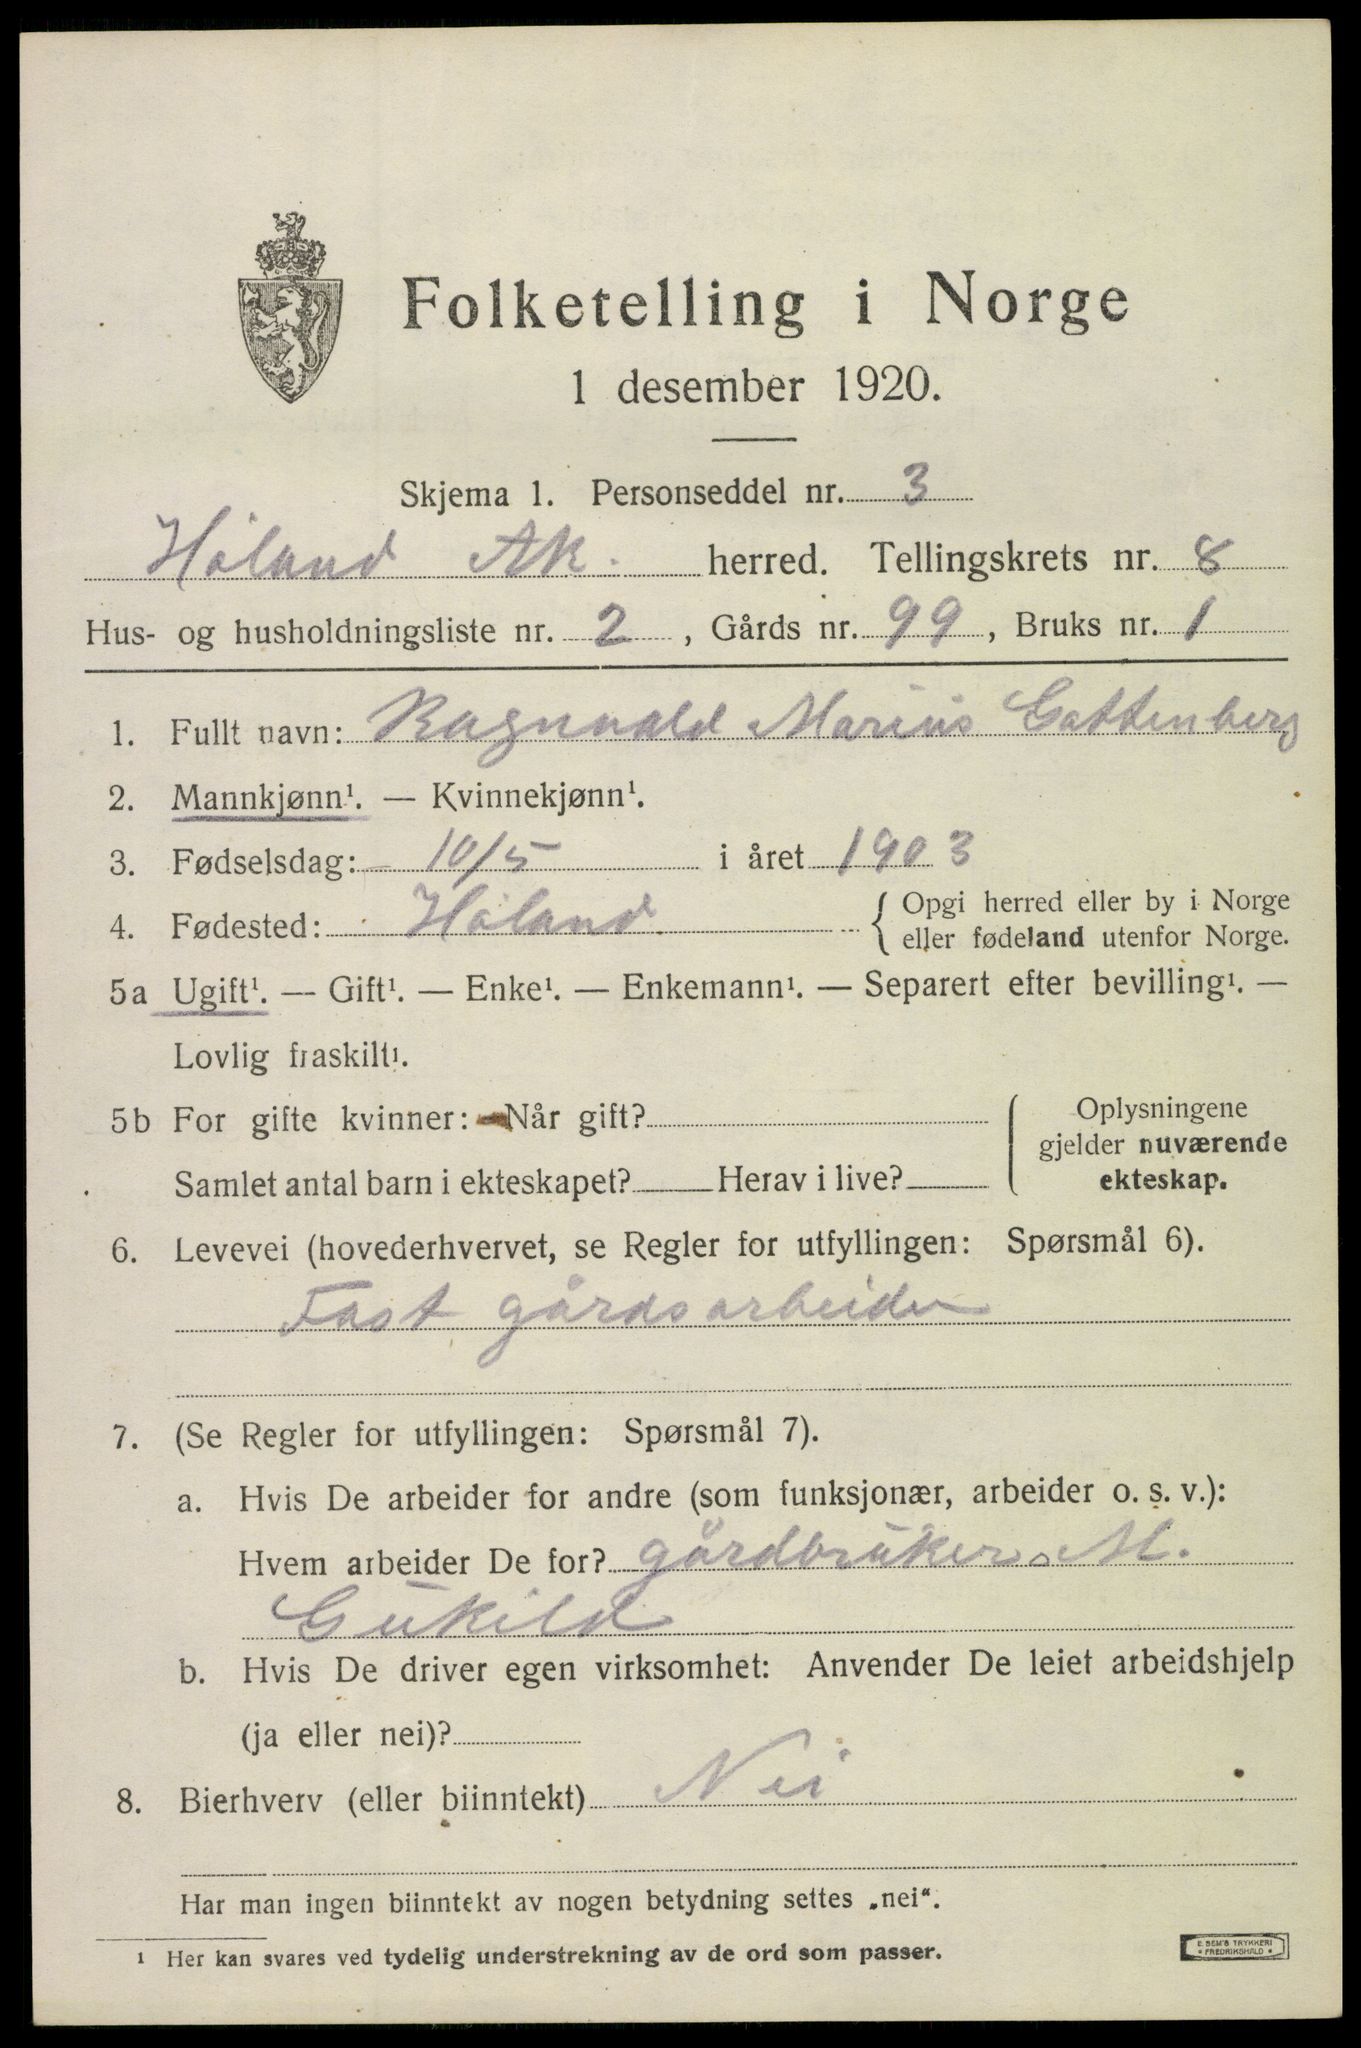 Folketelling i Norge
1 desember 1920.
Skjema 1. Personseddel nr. 3
Høland Ak. herred. Tellingskrets nr. 8
Hus- og husholdningsliste nr. 2, Gårds nr. 99, Bruks nr. 1
1. Fullt navn: Ragnvald Marius Gattenberg
2. Mannkjønn¹. — Kvinnekjønn¹.
3. Fødselsdag: 10/5 i året 1903
4. Fødested: Høland { Opgi herred eller by i Norge
eller fødeland utenfor Norge.
5a Ugift¹. — Gift¹. — Enke¹. — Enkemann¹. — Separert efter bevilling¹. —
Lovlig fraskilt¹.
5b For gifte kvinner: Når gift?
Samlet antal barn i ekteskapet? Herav i live?
Oplysningene
gjelder nuværende
ekteskap.
6. Levevei (hovederhvervet, se Regler for utfyllingen: Spørsmål 6).
Fast gårdsarbeider
7. (Se Regler for utfyllingen: Spørsmål 7).
a. Hvis De arbeider for andre (som funksjonær, arbeider o. s. v.):
Hvem arbeider De for? gårdbruker M.
Gukild
b. Hvis De driver egen virksomhet: Anvender De leiet arbeidshjelp
(ja eller nei)?
8. Bierhverv (eller biinntekt) Nei
Har man ingen biinntekt av nogen betydning settes „nei“.
¹ Her kan svares ved tydelig understrekning av de ord som passer.
E. SEM'S TRYKKERI
* FREDRIKSHALD *